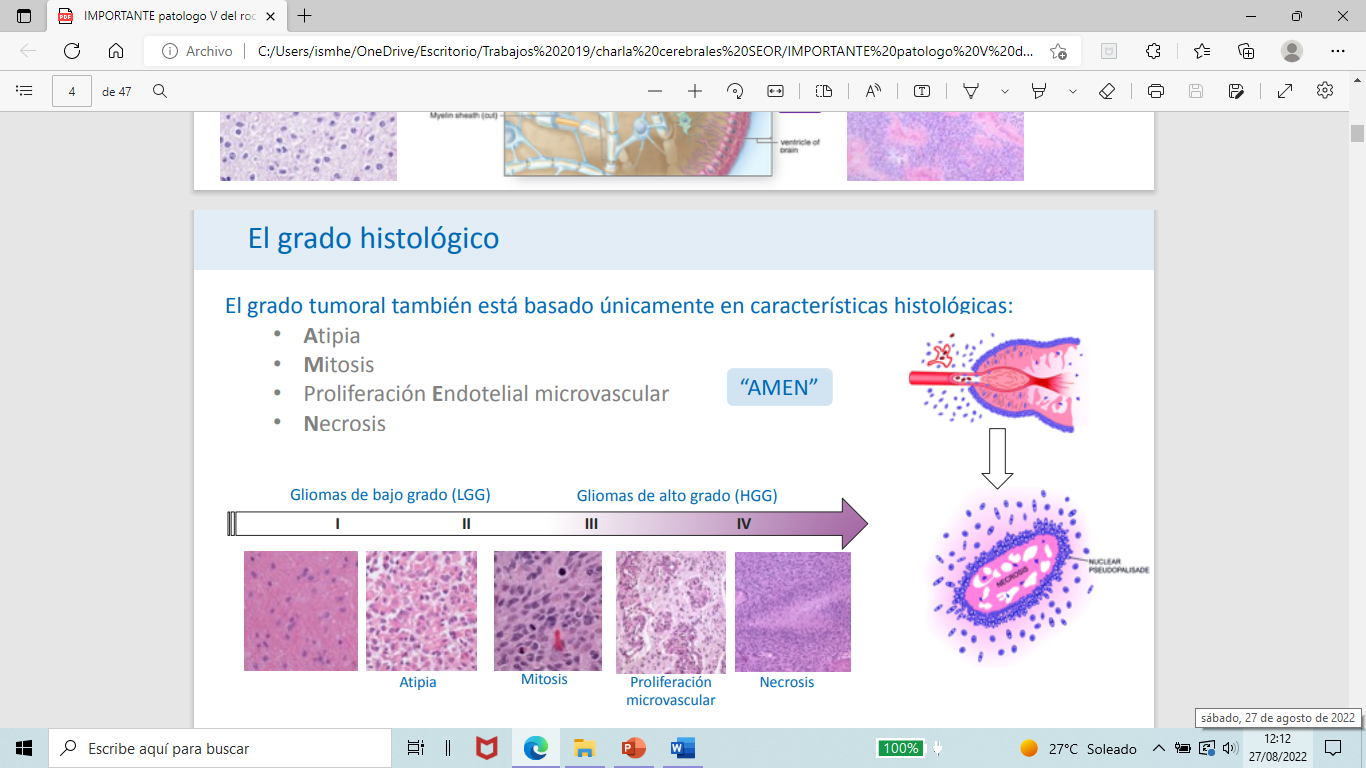 IMPORTANTE patologo V del roc
Archivo
C:/Users/ismhe/OneDrive/Escritorio/Trabajos%202019/charla%20cerebrales%20SEOR/IMPORTANTE%20patologo%20V%20d...
4 de 47
Myelin sheath (cut)
ventricle of
brain
El grado histológico
El grado tumoral también está basado únicamente en características histológicas:
• Atipia
• Mitosis
• Proliferación Endotelial microvascular
• Necrosis
“AMEN”
Gliomas de bajo grado (LGG)
Gliomas de alto grado (HGG)
I II III IV
NUCLEAR
PSEUDOPALISADE
NECROSIS
Atipia
Mitosis
Proliferación
microvascular
Necrosis
sábado, 27 de agosto de 2022
Escribe aquí para buscar
100%
27°C Soleado
12:12
27/08/2022